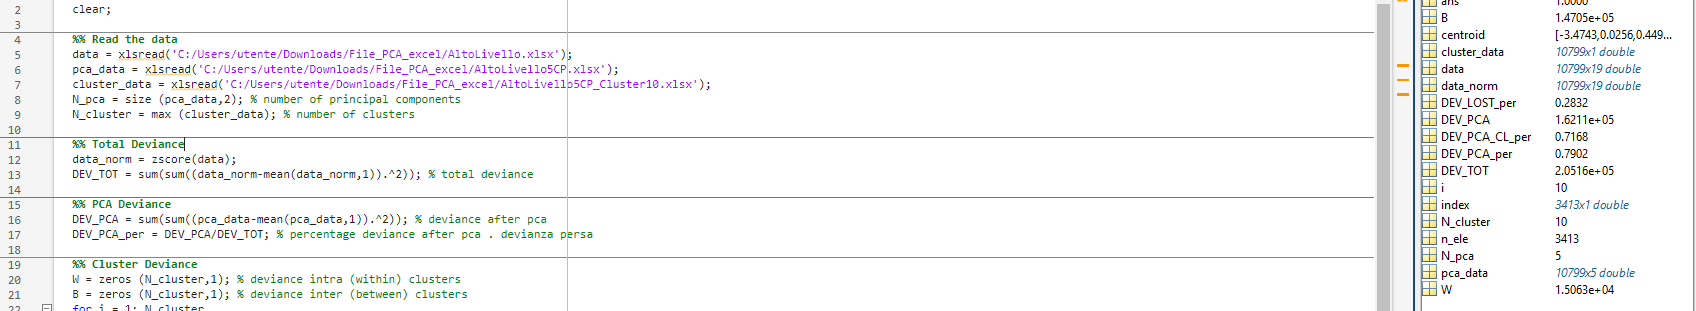 2 clear;
3
4 %% Read the data
5 data = xlsread('C:/Users/utente/Downloads/File_PCA_excel/AltoLivello.xlsx');
6 pca_data = xlsread('C:/Users/utente/Downloads/File_PCA_excel/AltoLivello5CP.xlsx');
7 cluster_data = xlsread('C:/Users/utente/Downloads/File_PCA_excel/AltoLivello5CP_Cluster10.xlsx');
8 N_pca = size (pca_data,2); % number of principal components
9 N_cluster = max (cluster_data); % number of clusters
10
11 %% Total Deviance
12 data_norm = zscore(data);
13 DEV_TOT = sum(sum((data_norm-mean(data_norm,1)).^2)); % total deviance
14
15 %% PCA Deviance
16 DEV_PCA = sum(sum((pca_data-mean(pca_data,1)).^2)); % deviance after pca
17 DEV_PCA_per = DEV_PCA/DEV_TOT; % percentage deviance after pca . devianza persa
18
19 %% Cluster Deviance
20 W = zeros (N_cluster,1); % deviance intra (within) clusters
21 B = zeros (N_cluster,1); % deviance inter (between) clusters
22 for i = 1: N_cluster
ans 1.0000
B 1.4705e+05
centroid [-3.4743,0.0256,0.449...
cluster_data 10799x1 double
data 10799x19 double
data_norm 10799x19 double
DEV_LOST_per 0.2832
DEV_PCA 1.6211e+05
DEV_PCA_CL_per 0.7168
DEV_PCA_per 0.7902
DEV_TOT 2.0516e+05
i 10
index 3413x1 double
N_cluster 10
n_ele 3413
N_pca 5
pca_data 10799x5 double
W 1.5063e+04